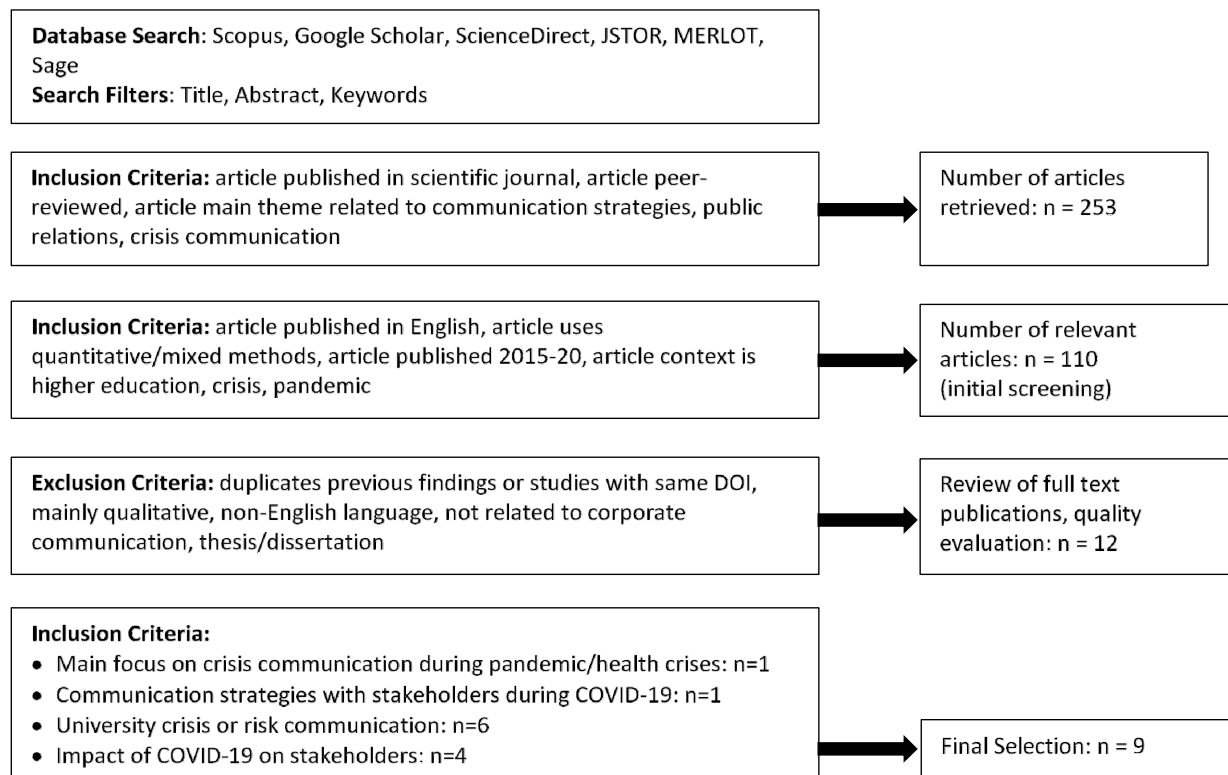 Database Search: Scopus, Google Scholar, ScienceDirect, JSTOR, MERLOT,
Sage
Search Filters: Title, Abstract, Keywords
Inclusion Criteria: article published in scientific journal, article peer-
reviewed, article main theme related to communication strategies, public
relations, crisis communication
Number of articles
retrieved: n = 253
Inclusion Criteria: article published in English, article uses
quantitative/mixed methods, article published 2015-20, article context is
higher education, crisis, pandemic
Number of relevant
articles: n = 110
(initial screening)
Exclusion Criteria: duplicates previous findings or studies with same DOI,
mainly qualitative, non-English language, not related to corporate
communication, thesis/dissertation
Review of full text
publications, quality
evaluation: n = 12
Inclusion Criteria:
• Main focus on crisis communication during pandemic/health crises: n=1
• Communication strategies with stakeholders during COVID-19: n=1
• University crisis or risk communication: n=6
• Impact of COVID-19 on stakeholders: n=4
Final Selection: n = 9